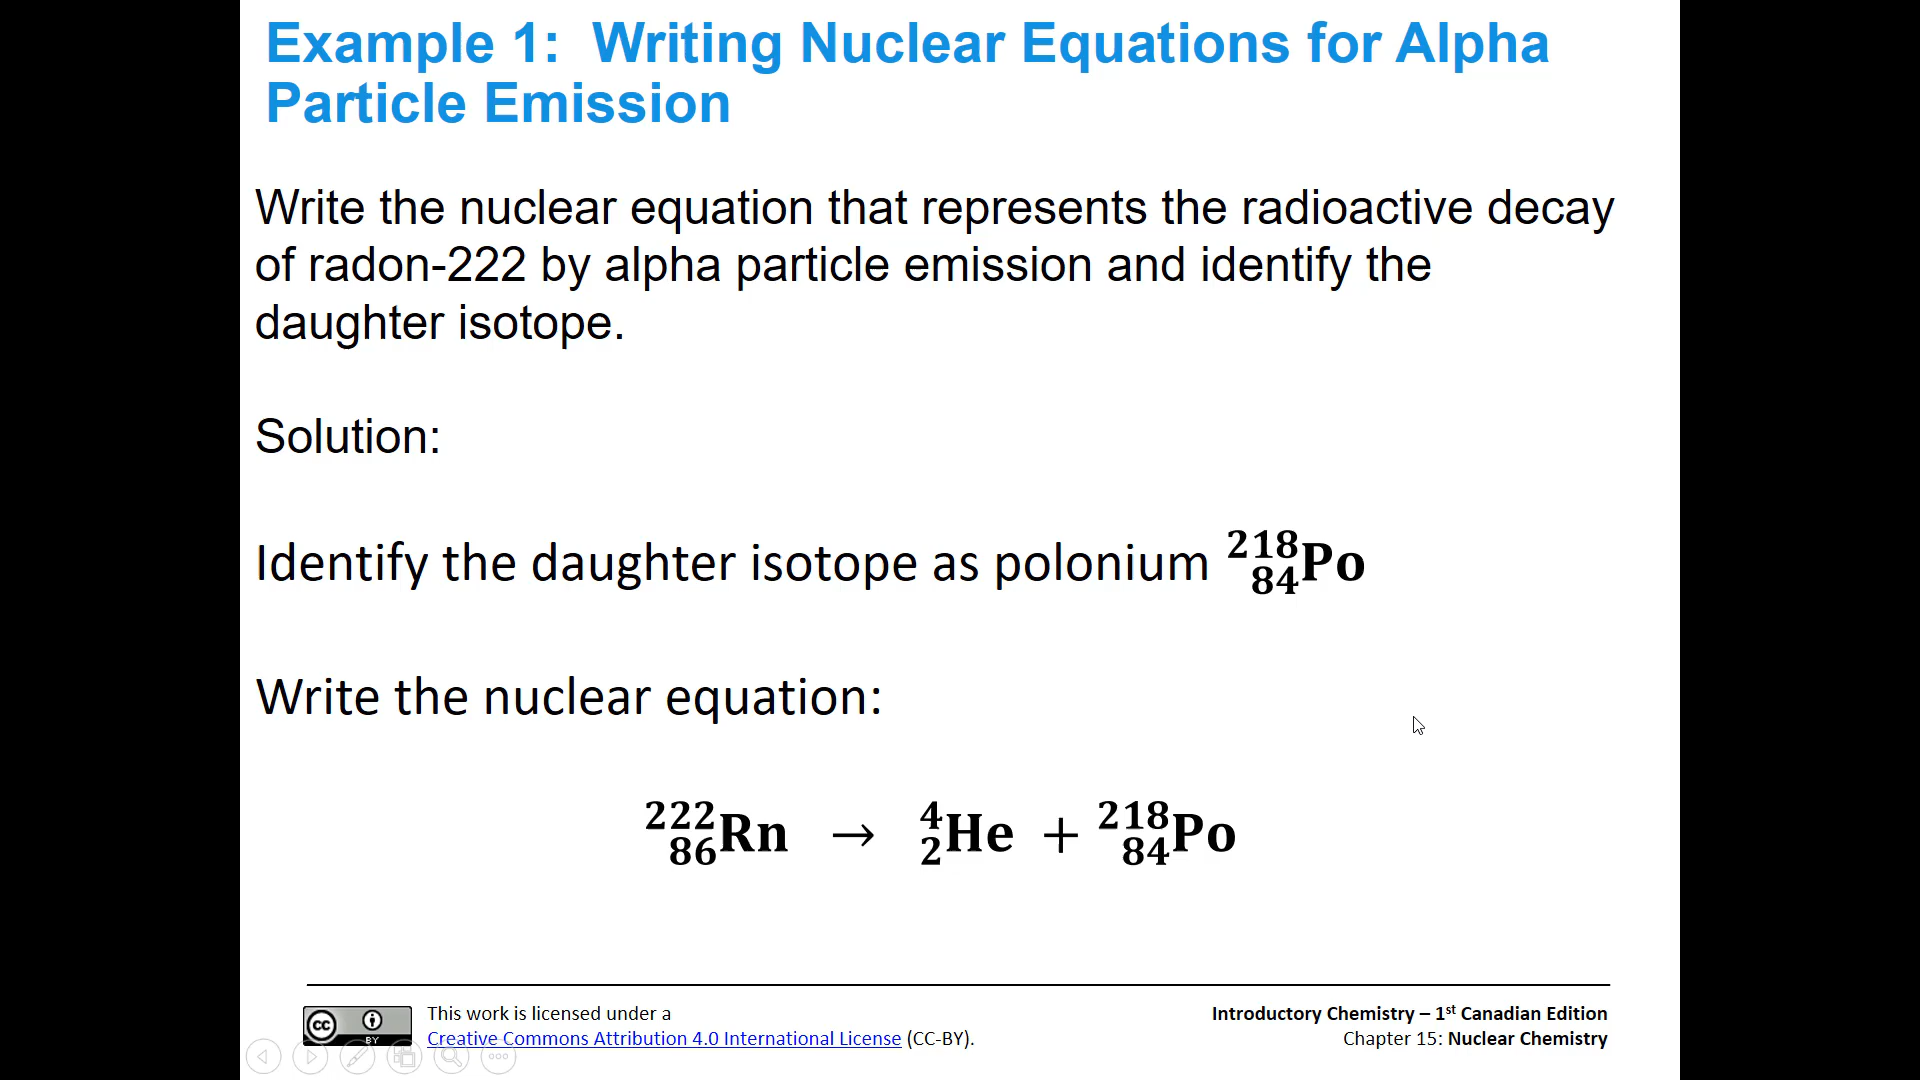 Example 1:  Writing Nuclear Equations for Alpha
Particle Emission
Write the nuclear equation that represents the radioactive decay
of radon-222 by alpha particle emission and identify the
daughter isotope.
Solution:
Identify the daughter isotope as polonium ²¹⁸₈₄Po
Write the nuclear equation:
²²²₈₆Rn → ⁴₂He + ²¹⁸₈₄Po
This work is licensed under a
Creative Commons Attribution 4.0 International License (CC-BY).
Introductory Chemistry – 1st Canadian Edition
Chapter 15: Nuclear Chemistry
cc
BY